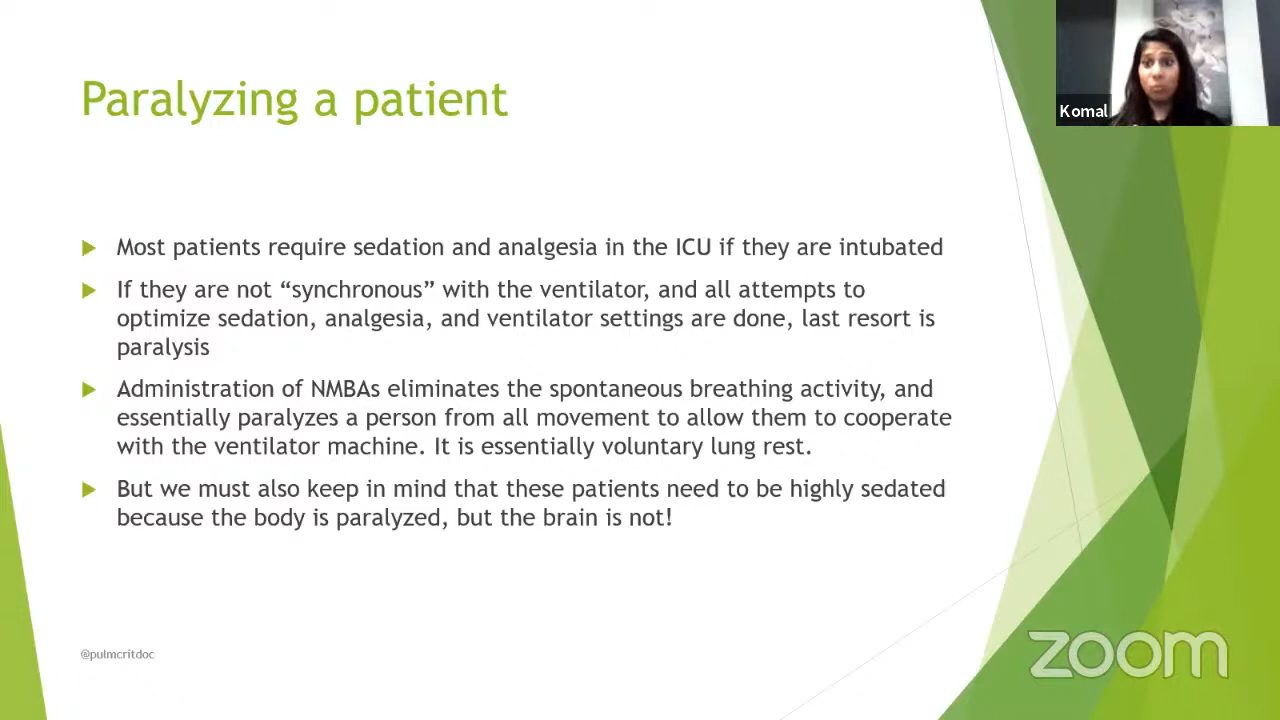 Paralyzing a patient
Komal
Most patients require sedation and analgesia in the ICU if they are intubated
If they are not “synchronous” with the ventilator, and all attempts to
optimize sedation, analgesia, and ventilator settings are done, last resort is
paralysis
Administration of NMBAs eliminates the spontaneous breathing activity, and
essentially paralyzes a person from all movement to allow them to cooperate
with the ventilator machine. It is essentially voluntary lung rest.
But we must also keep in mind that these patients need to be highly sedated
because the body is paralyzed, but the brain is not!
@pulmcritdoc
zoom